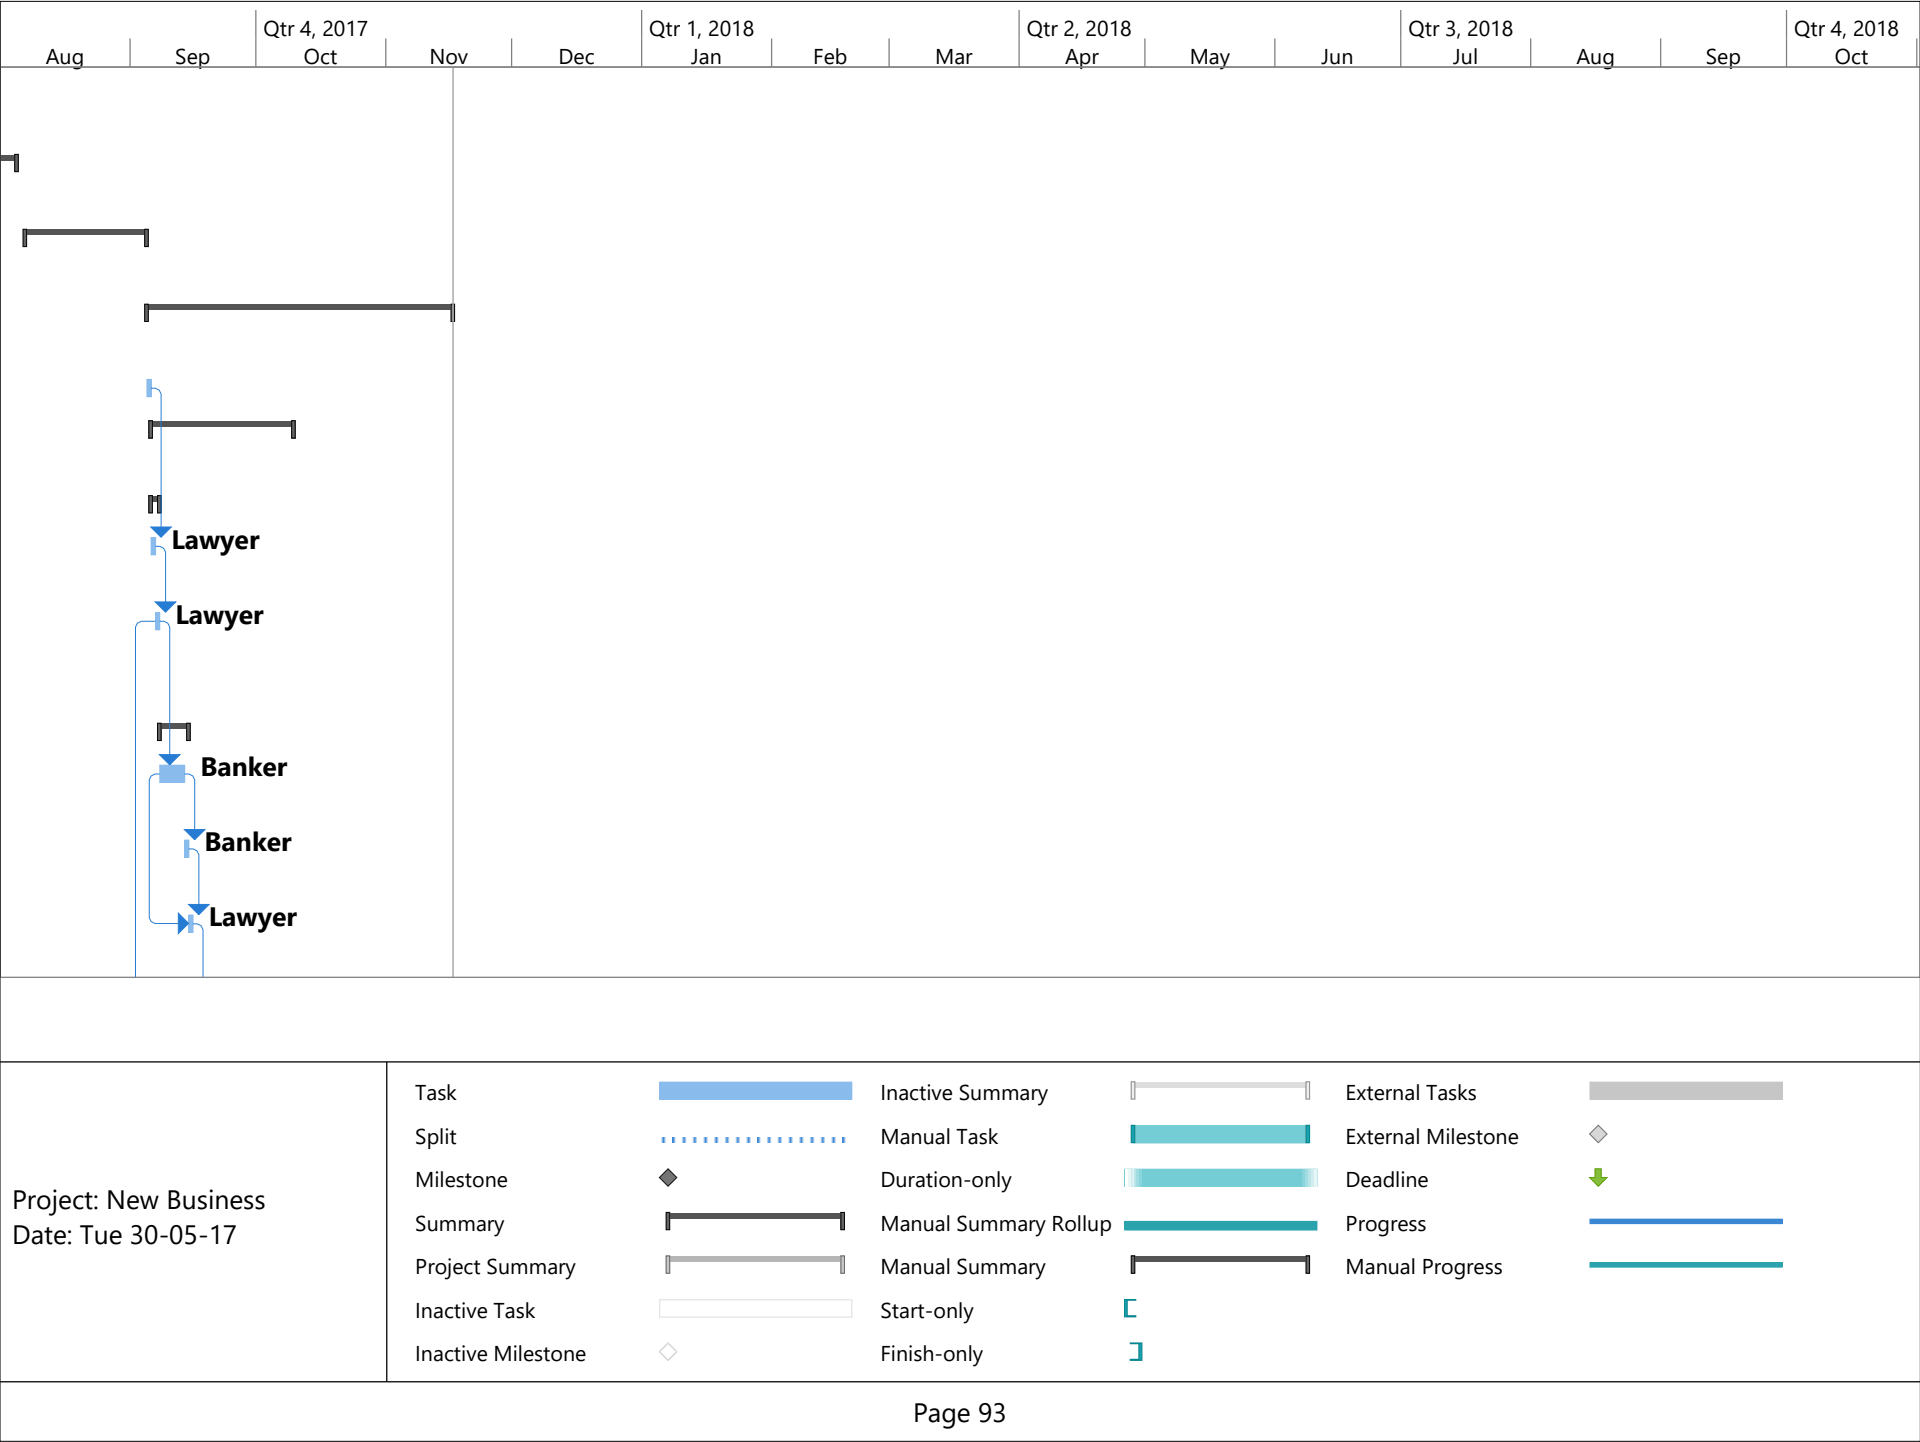 Qtr 4, 2017 Qtr 1, 2018 Qtr 2, 2018 Qtr 3, 2018 Qtr 4, 2018
Aug Sep Oct Nov Dec Jan Feb Mar Apr May Jun Jul Aug Sep Oct
Lawyer
Lawyer
Banker
Banker
Lawyer
Project: New Business
Date: Tue 30-05-17
Task
Split
Milestone
Summary
Project Summary
Inactive Task
Inactive Milestone
Inactive Summary
Manual Task
Duration-only
Manual Summary Rollup
Manual Summary
Start-only
Finish-only
External Tasks
External Milestone
Deadline
Progress
Manual Progress
Page 93